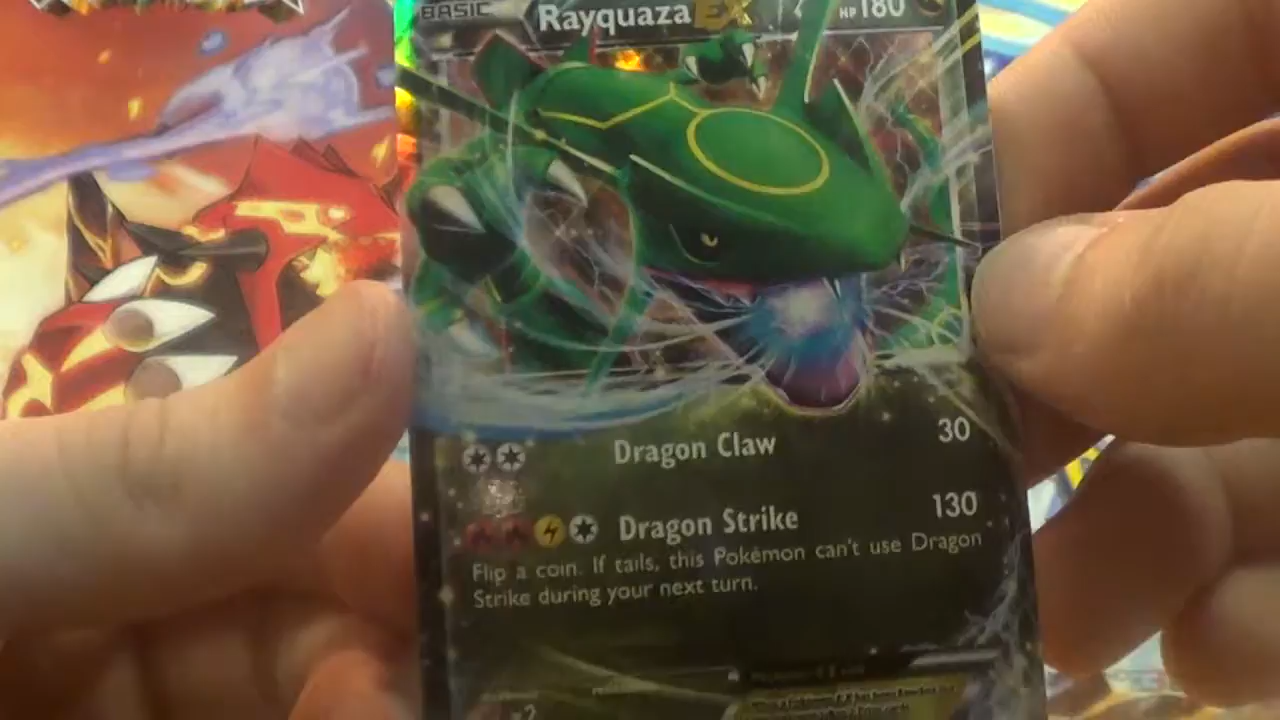 BASIC
Rayquaza EX
HP180
Dragon Claw 30
Dragon Strike 130
Flip a coin. If tails, this Pokémon can't use Dragon
Strike during your next turn.
×2